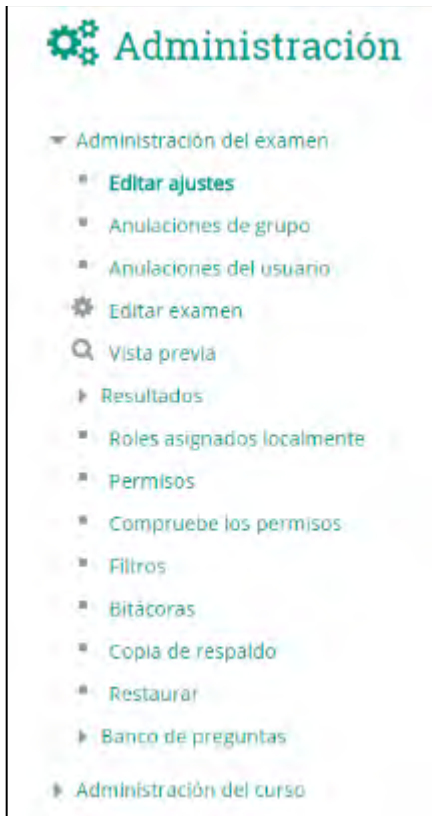 Administración
Administración del examen
Editar ajustes
Anulaciones de grupo
Anulaciones del usuario
Editar examen
Vista previa
Resultados
Roles asignados localmente
Permisos
Compruebe los permisos
Filtros
Bitácoras
Copia de respaldo
Restaurar
Banco de preguntas
Administración del curso